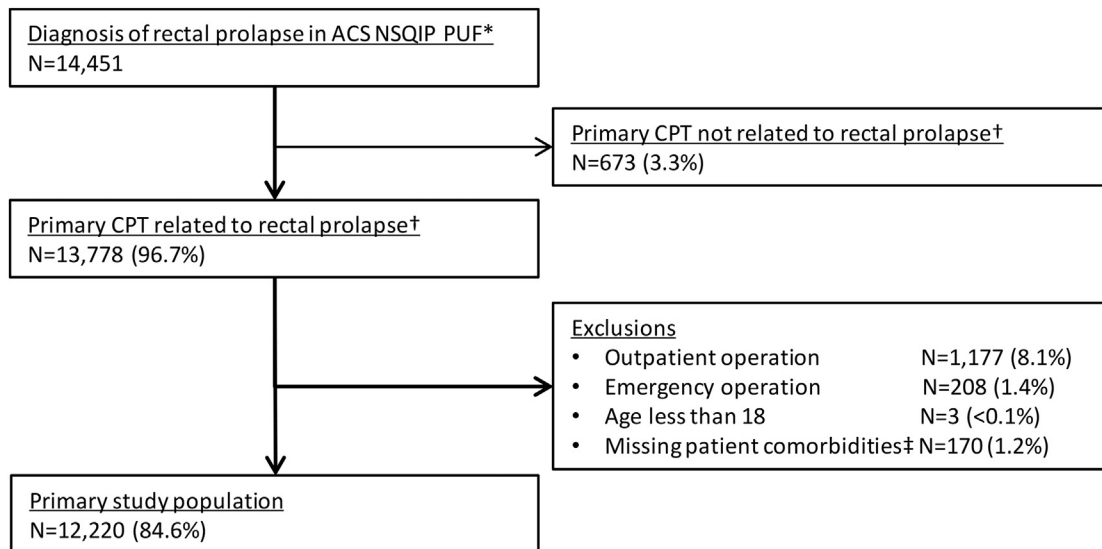 Diagnosis of rectal prolapse in ACS NSQIP PUF*
N=14,451
Primary CPT not related to rectal prolapse†
N=673 (3.3%)
Primary CPT related to rectal prolapse†
N=13,778 (96.7%)
Exclusions
• Outpatient operation N=1,177 (8.1%)
• Emergency operation N=208 (1.4%)
• Age less than 18 N=3 (<0.1%)
• Missing patient comorbidities‡ N=170 (1.2%)
Primary study population
N=12,220 (84.6%)